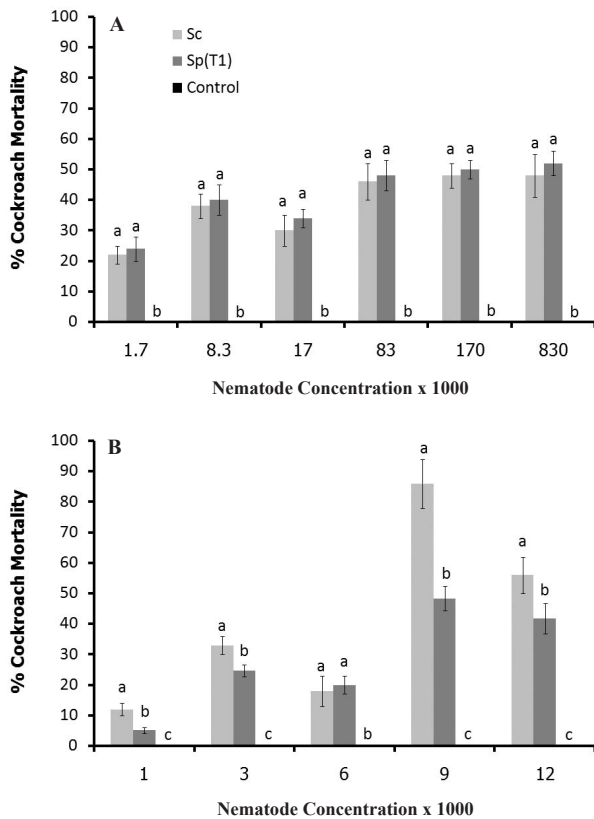 A
Sc
Sp(T1)
Control
% Cockroach Mortality
100
90
80
70
60
50
40
30
20
10
0
a a b a a b a a b a a b a a b a a b
1.7 8.3 17 83 170 830
Nematode Concentration x 1000
B
% Cockroach Mortality
100
90
80
70
60
50
40
30
20
10
0
a b c a b c a a b a b c a b c
1 3 6 9 12
Nematode Concentration x 1000